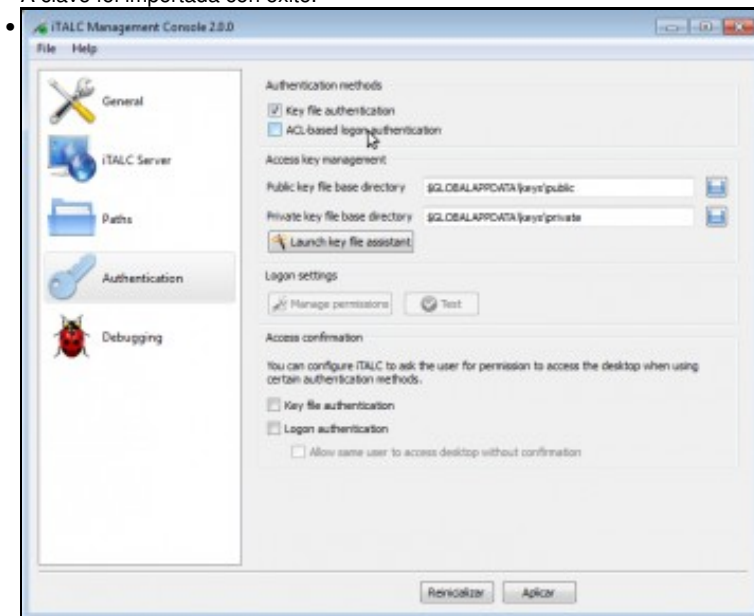 A clave foi importada con éxito.
iTALC Management Console 2.0.0
File Help
General
iTALC Server
Paths
Authentication
Debugging
Authentication methods
Key file authentication
ACL-based logon authentication
Access key management
Public key file base directory $GLOBALAPPDATA\keys\public
Private key file base directory $GLOBALAPPDATA\keys\private
Launch key file assistant
Logon settings
Manage permissions Test
Access confirmation
You can configure iTALC to ask the user for permission to access the desktop when using
certain authentication methods.
Key file authentication
Logon authentication
Allow same user to access desktop without confirmation
Reinicializar Aplicar